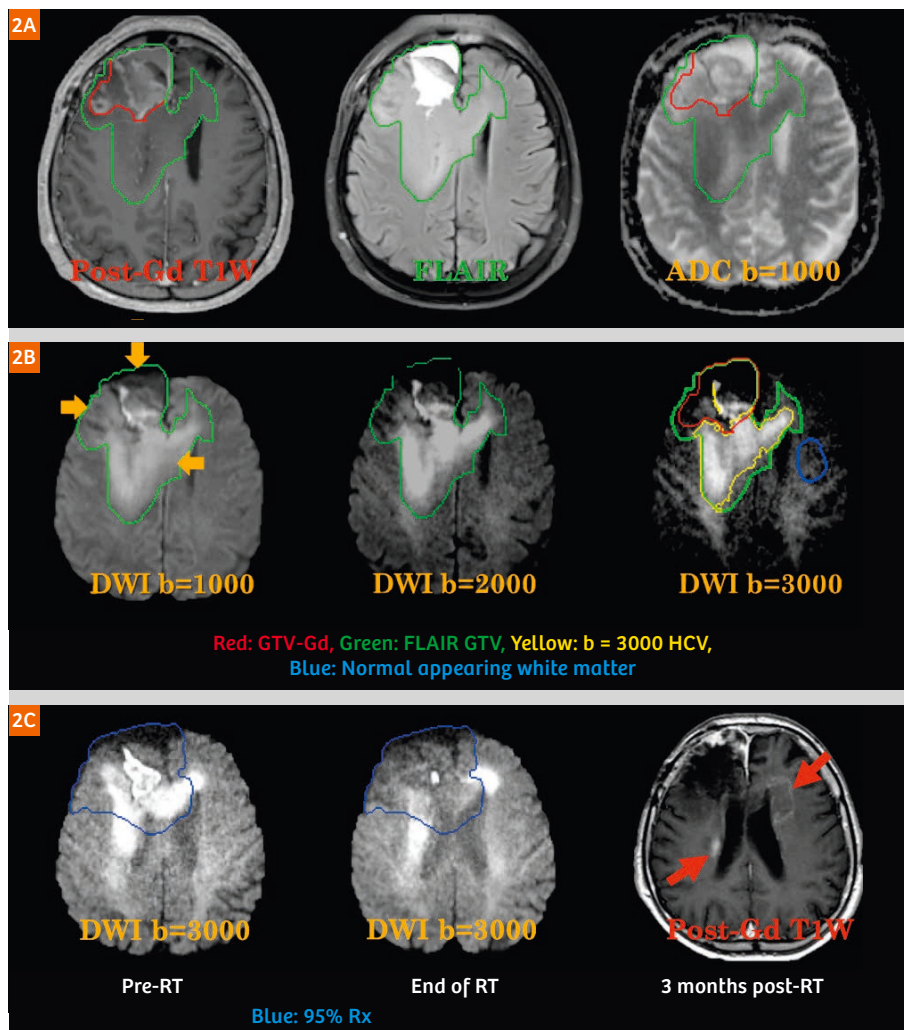 2A
Post-Gd T1W
FLAIR
ADC b=1000
2B
DWI b=1000
DWI b=2000
DWI b=3000
Red: GTV-Gd, Green: FLAIR GTV, Yellow: b = 3000 HCV,
Blue: Normal appearing white matter
2C
DWI b=3000
DWI b=3000
Post-Gd T1W
Pre-RT
End of RT
3 months post-RT
Blue: 95% Rx